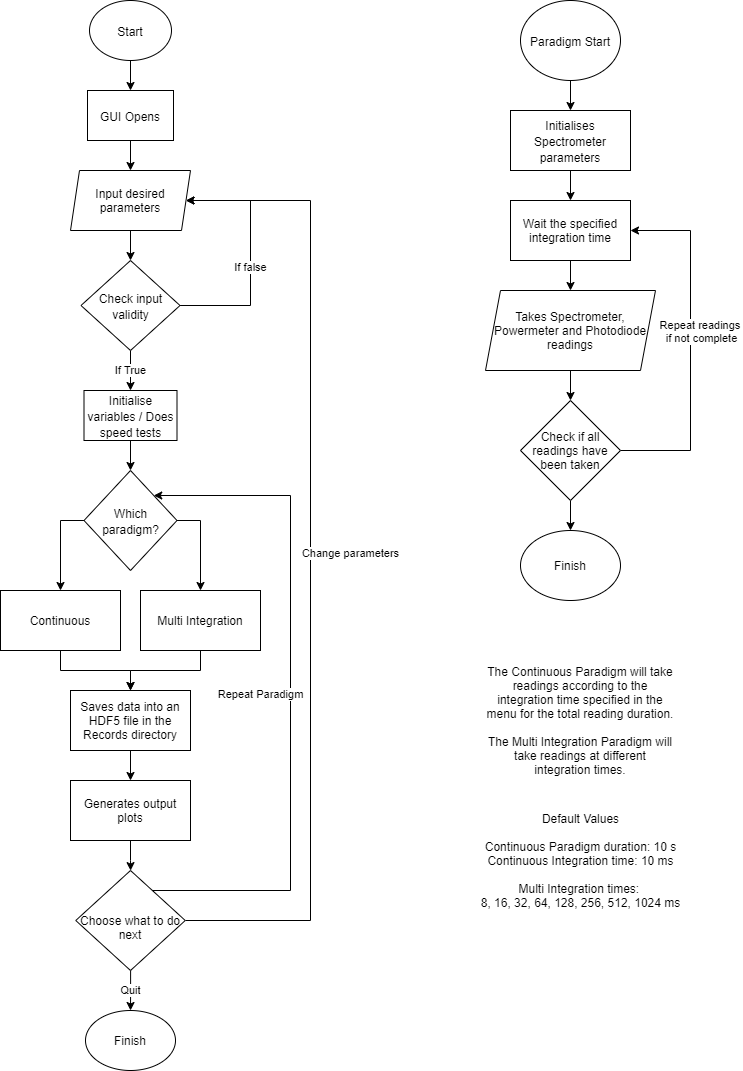 Start
GUI Opens
Input desired
parameters
Check input
validity
If false
If True
Initialise
variables / Does
speed tests
Which
paradigm?
Continuous
Multi Integration
Saves data into an
HDF5 file in the
Records directory
Generates output
plots
Choose what to do
next
Repeat Paradigm
Change parameters
Quit
Finish
Paradigm Start
Initialises
Spectrometer
parameters
Wait the specified
integration time
Takes Spectrometer,
Powermeter and Photodiode
readings
Repeat readings
if not complete
Check if all
readings have
been taken
Finish
The Continuous Paradigm will take
readings according to the
integration time specified in the
menu for the total reading duration.
The Multi Integration Paradigm will
take readings at different
integration times.
Default Values
Continuous Paradigm duration: 10 s
Continuous Integration time: 10 ms
Multi Integration times:
8, 16, 32, 64, 128, 256, 512, 1024 ms